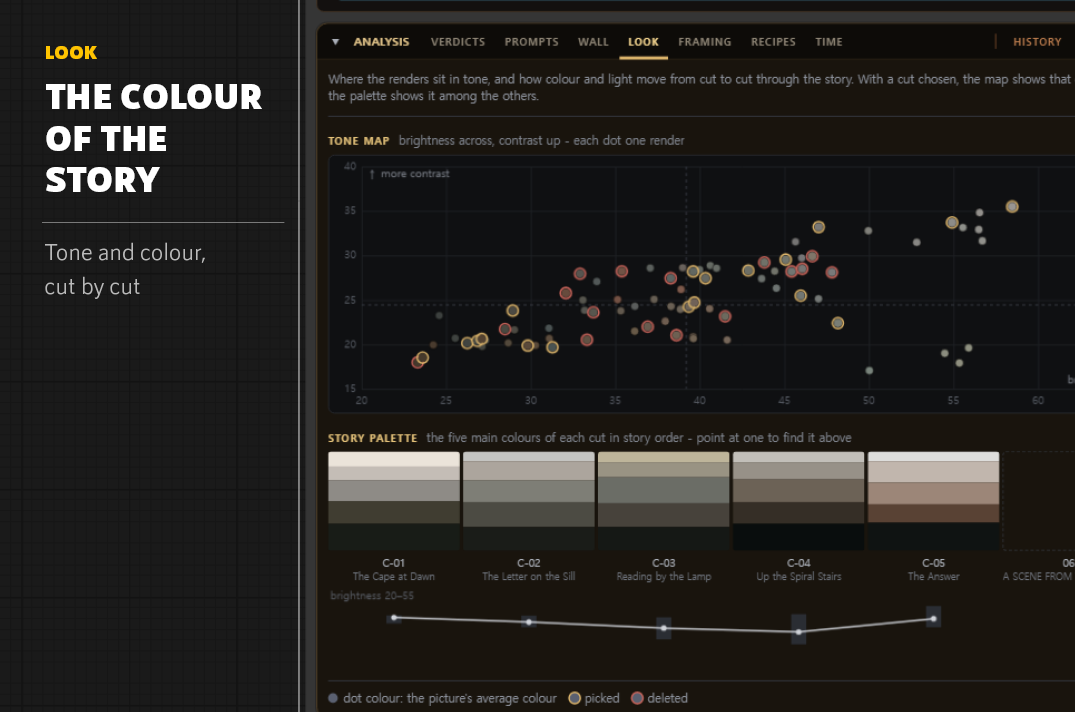 LOOK
THE COLOUR
OF THE
STORY
Tone and colour,
cut by cut
▼ ANALYSIS VERDICTS PROMPTS WALL LOOK FRAMING RECIPES TIME HISTORY
Where the renders sit in tone, and how colour and light move from cut to cut through the story. With a cut chosen, the map shows that
the palette shows it among the others.
TONE MAP brightness across, contrast up - each dot one render
↑ more contrast
40
35
30
25
20
15
20 25 30 35 40 45 50 55 60
STORY PALETTE the five main colours of each cut in story order - point at one to find it above
C-01 C-02 C-03 C-04 C-05 06
The Cape at Dawn The Letter on the Sill Reading by the Lamp Up the Spiral Stairs The Answer A SCENE FROM
brightness 20–55
dot colour: the picture's average colour picked deleted